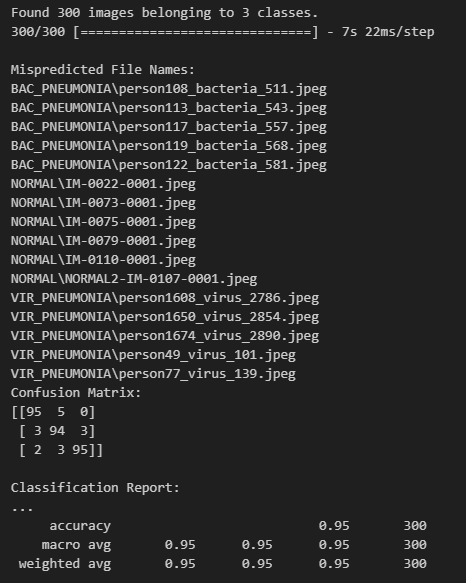 Found 300 images belonging to 3 classes.
300/300 [==============================] - 7s 22ms/step
Mispredicted File Names:
BAC_PNEUMONIA\person108_bacteria_511.jpeg
BAC_PNEUMONIA\person113_bacteria_543.jpeg
BAC_PNEUMONIA\person117_bacteria_557.jpeg
BAC_PNEUMONIA\person119_bacteria_568.jpeg
BAC_PNEUMONIA\person122_bacteria_581.jpeg
NORMAL\IM-0022-0001.jpeg
NORMAL\IM-0073-0001.jpeg
NORMAL\IM-0075-0001.jpeg
NORMAL\IM-0079-0001.jpeg
NORMAL\IM-0110-0001.jpeg
NORMAL\NORMAL2-IM-0107-0001.jpeg
VIR_PNEUMONIA\person1608_virus_2786.jpeg
VIR_PNEUMONIA\person1650_virus_2854.jpeg
VIR_PNEUMONIA\person1674_virus_2890.jpeg
VIR_PNEUMONIA\person49_virus_101.jpeg
VIR_PNEUMONIA\person77_virus_139.jpeg
Confusion Matrix:
[[95  5  0]
 [ 3 94  3]
 [ 2  3 95]]
Classification Report:
...
    accuracy                           0.95       300
   macro avg       0.95      0.95      0.95       300
weighted avg       0.95      0.95      0.95       300